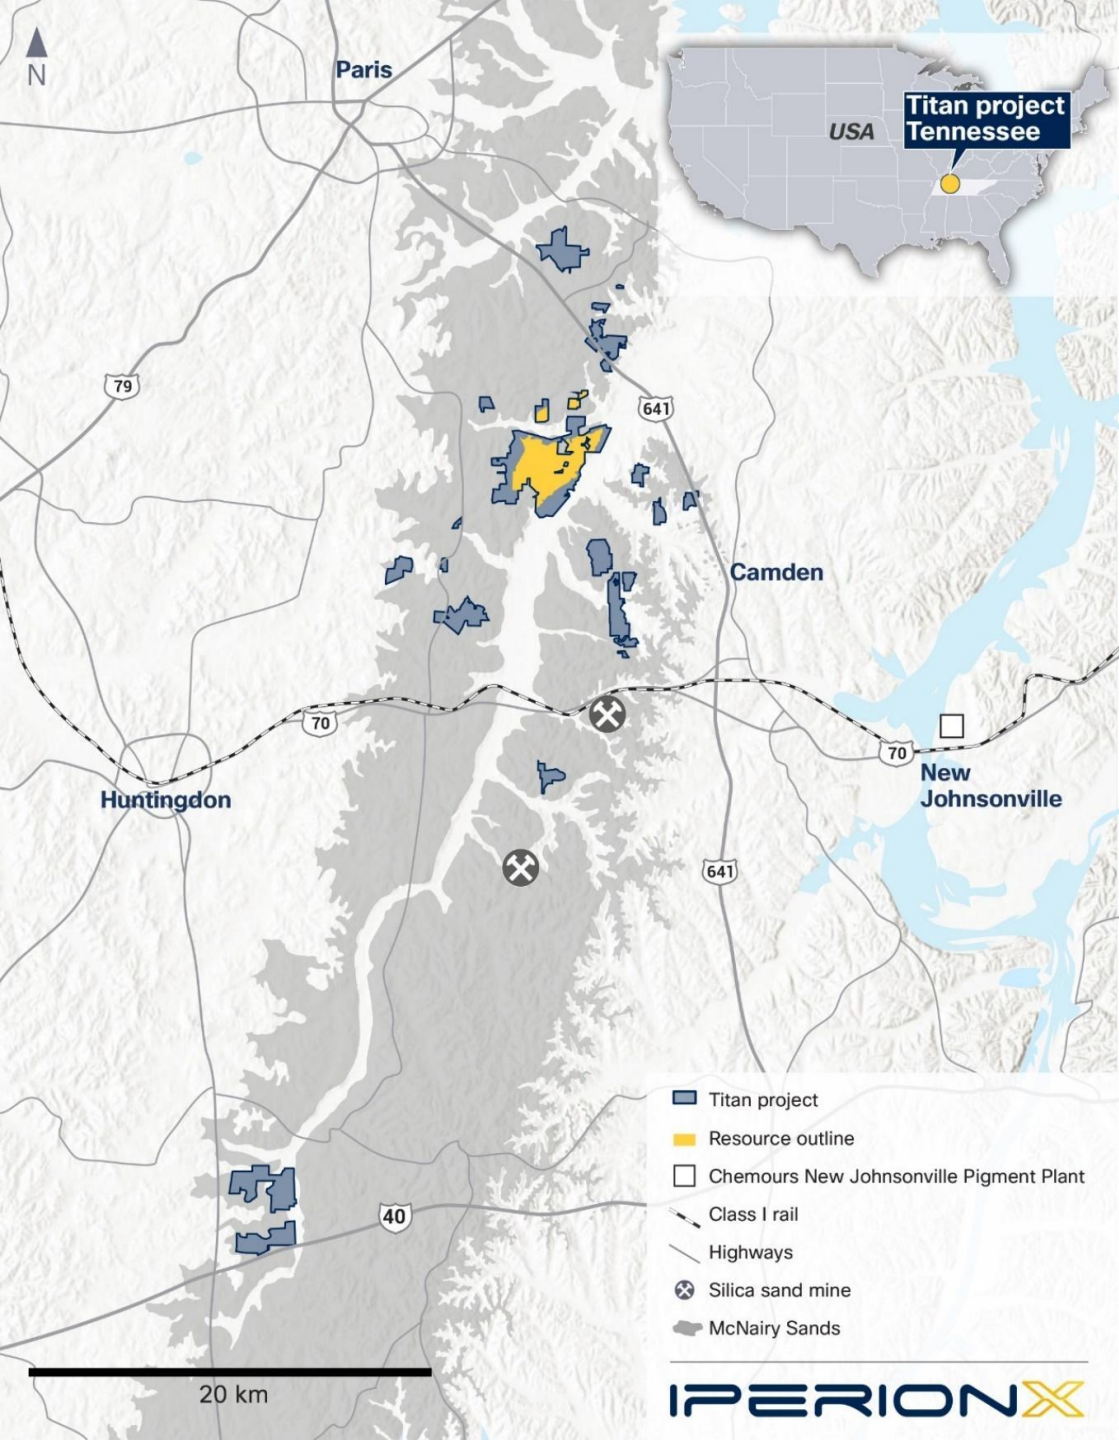 N
Paris
USA
Titan project
Tennessee
79
641
Camden
70
70
New
Johnsonville
Huntingdon
641
40
Titan project
Resource outline
Chemours New Johnsonville Pigment Plant
Class I rail
Highways
Silica sand mine
McNairy Sands
20 km
IPERIONX